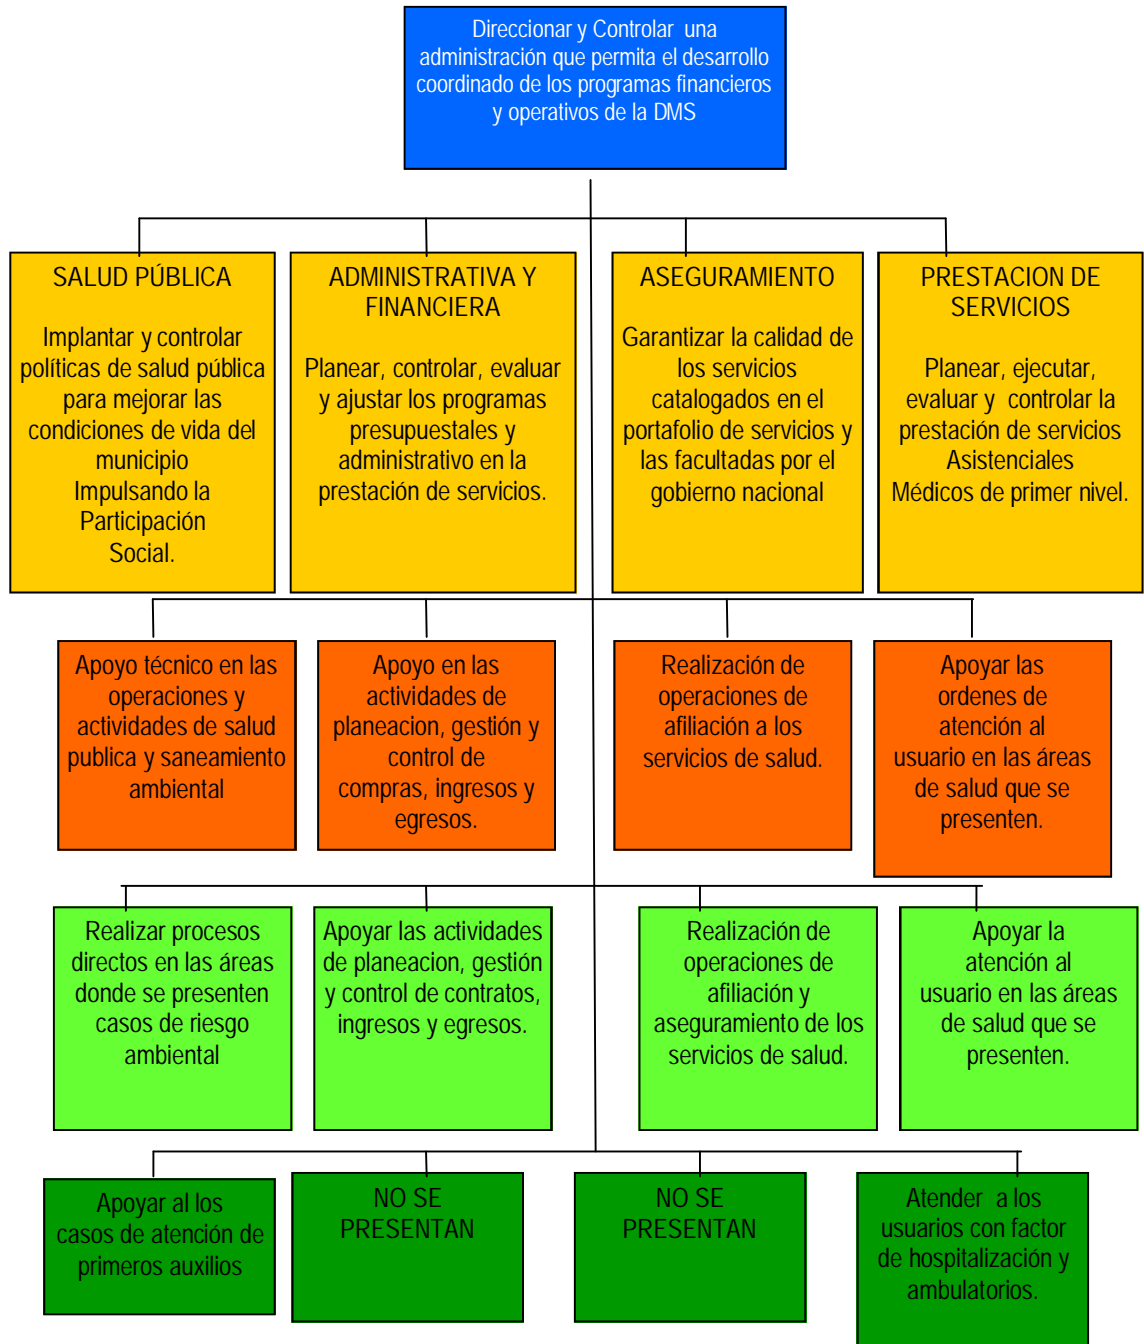 Direccionar y Controlar una
administración que permita el desarrollo
coordinado de los programas financieros
y operativos de la DMS
SALUD PÚBLICA
Implantar y controlar
políticas de salud pública
para mejorar las
condiciones de vida del
municipio
Impulsando la
Participación
Social.
ADMINISTRATIVA Y
FINANCIERA
Planear, controlar, evaluar
y ajustar los programas
presupuestales y
administrativo en la
prestación de servicios.
ASEGURAMIENTO
Garantizar la calidad de
los servicios
catalogados en el
portafolio de servicios y
las facultadas por el
gobierno nacional
PRESTACION DE
SERVICIOS
Planear, ejecutar,
evaluar y controlar la
prestación de servicios
Asistenciales
Médicos de primer nivel.
Apoyo técnico en las
operaciones y
actividades de salud
publica y saneamiento
ambiental
Apoyo en las
actividades de
planeacion, gestión y
control de
compras, ingresos y
egresos.
Realización de
operaciones de
afiliación a los
servicios de salud.
Apoyar las
ordenes de
atención al
usuario en las áreas
de salud que se
presenten.
Realizar procesos
directos en las áreas
donde se presenten
casos de riesgo
ambiental
Apoyar las actividades
de planeacion, gestión
y control de contratos,
ingresos y egresos.
Realización de
operaciones de
afiliación y
aseguramiento de los
servicios de salud.
Apoyar la
atención al
usuario en las áreas
de salud que se
presenten.
Apoyar al los
casos de atención de
primeros auxilios
NO SE
PRESENTAN
NO SE
PRESENTAN
Atender a los
usuarios con factor
de hospitalización y
ambulatorios.